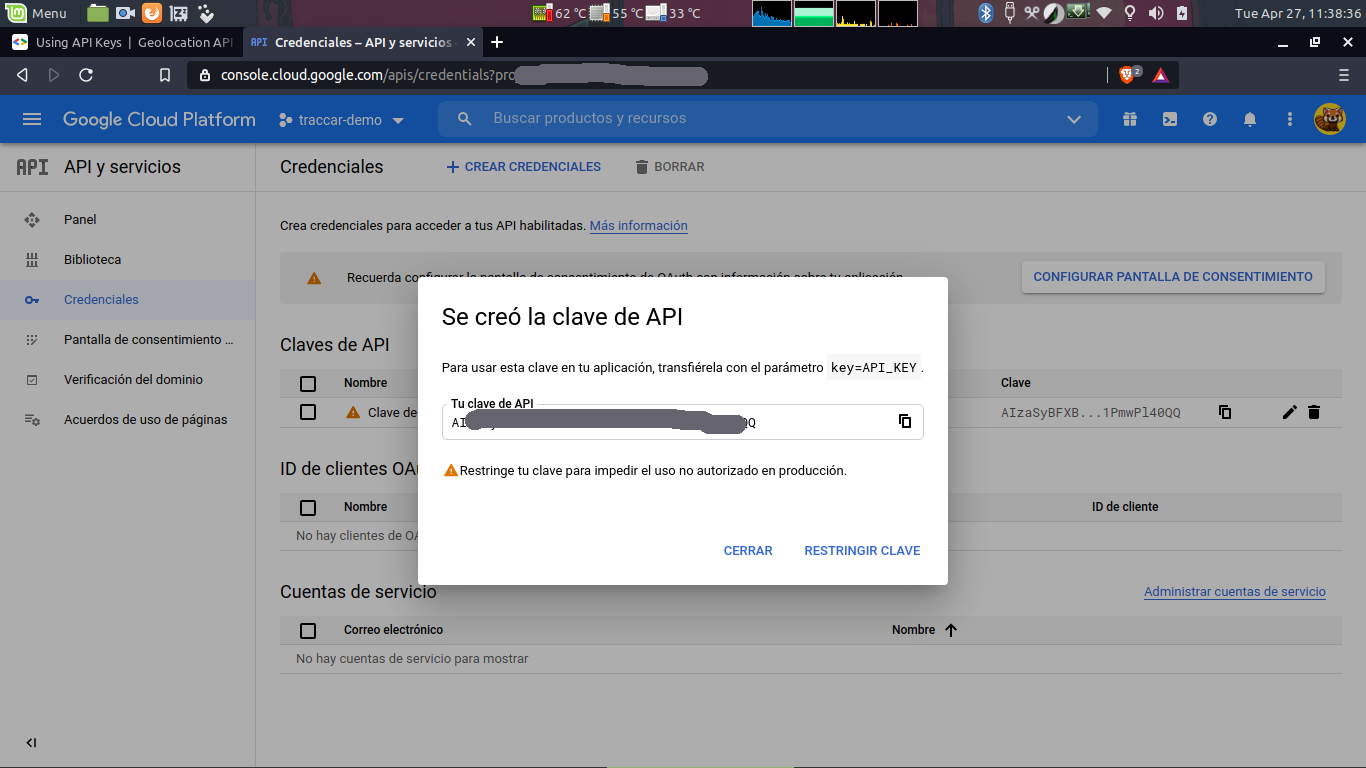 Menu
62 °C
55 °C
33 °C
Tue Apr 27, 11:38:36
Using API Keys | Geolocation API
API Credenciales – API y servicios
console.cloud.google.com/apis/credentials?pro
2
Google Cloud Platform
traccar-demo
Buscar productos y recursos
API API y servicios
Credenciales
CREAR CREDENCIALES
BORRAR
Panel
Biblioteca
Credenciales
Pantalla de consentimiento ...
Verificación del dominio
Acuerdos de uso de páginas
Crea credenciales para acceder a tus API habilitadas. Más información
Recuerda configurar la pantalla de consentimiento de OAuth con información sobre tu aplicación.
CONFIGURAR PANTALLA DE CONSENTIMIENTO
Claves de API
Nombre
Clave
Clave de
AIzaSyBFXB...1PmwPl40QQ
Se creó la clave de API
Para usar esta clave en tu aplicación, transfiérela con el parámetro key=API_KEY .
Tu clave de API
Restringe tu clave para impedir el uso no autorizado en producción.
CERRAR
RESTRINGIR CLAVE
ID de clientes OAu
Nombre
ID de cliente
No hay clientes de OA
Cuentas de servicio
Administrar cuentas de servicio
Correo electrónico
Nombre
No hay cuentas de servicio para mostrar